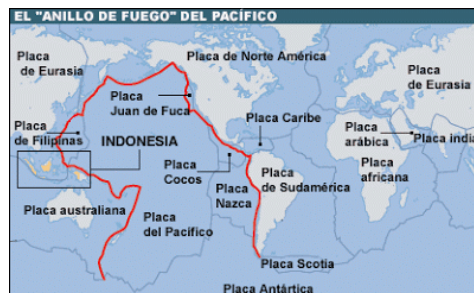 EL "ANILLO DE FUEGO" DEL PACÍFICO
Placa de Norte América
Placa
de Eurasia
Placa
de Eurasia
Placa
Juan de Fuca
Placa Caribe
Placa
de Filipinas
INDONESIA
Placa
arábica
Placa india
Placa
Cocos
Placa
africana
Placa
Nazca
Placa
de Sudamérica
Placa australiana
Placa
del Pacífico
Placa Scotia
Placa Antártica